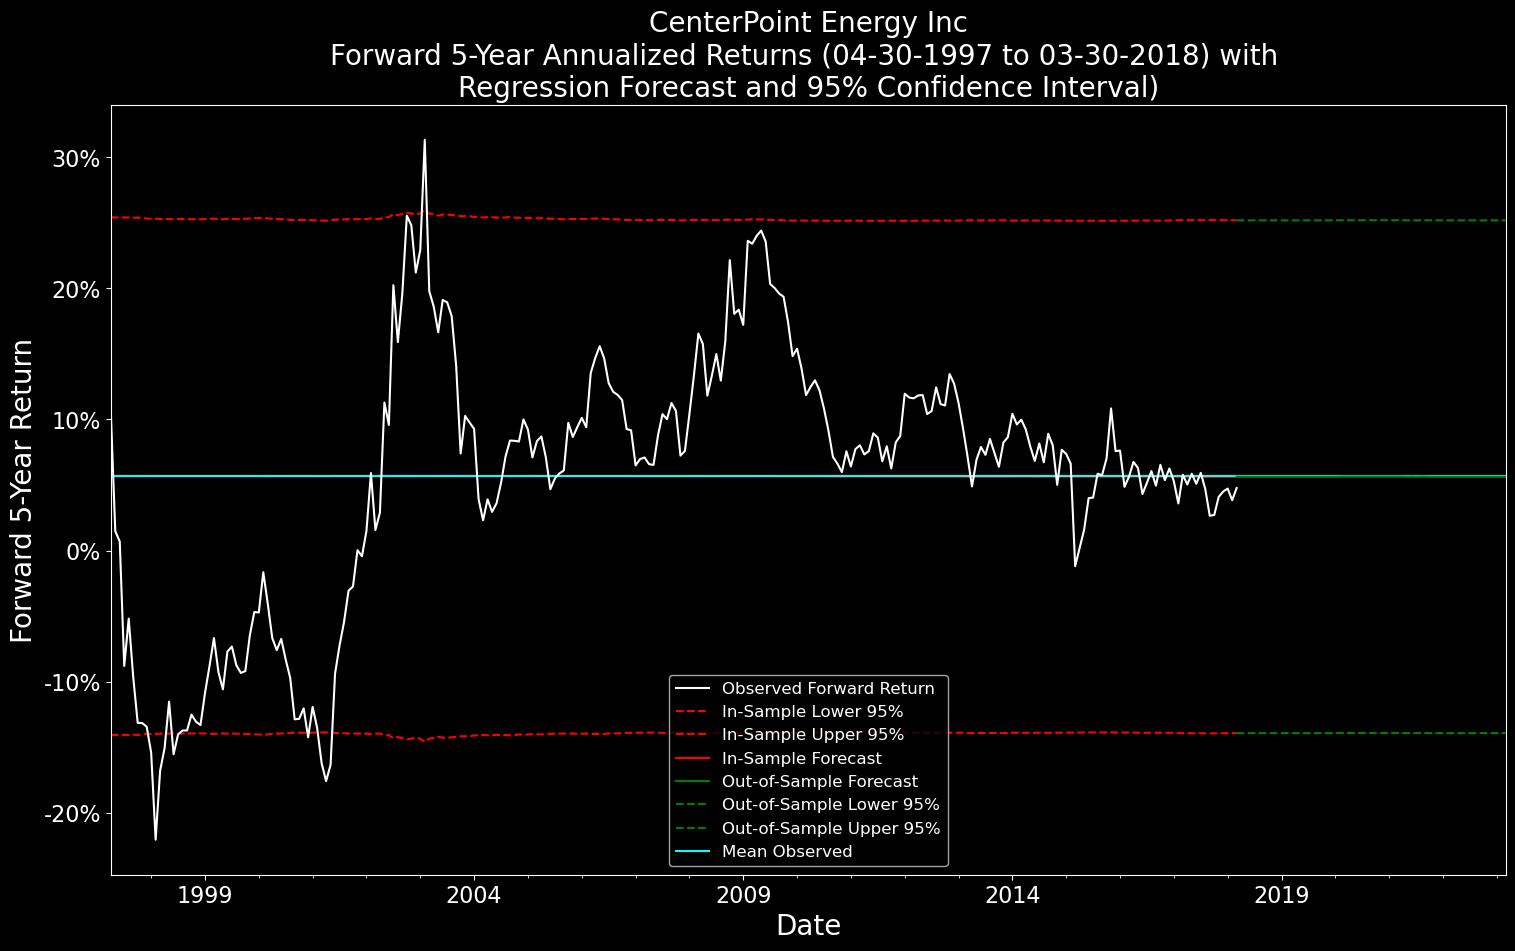 CenterPoint Energy Inc
Forward 5-Year Annualized Returns (04-30-1997 to 03-30-2018) with
Regression Forecast and 95% Confidence Interval)
Forward 5-Year Return
30%
20%
10%
0%
-10%
-20%
Observed Forward Return
In-Sample Lower 95%
In-Sample Upper 95%
In-Sample Forecast
Out-of-Sample Forecast
Out-of-Sample Lower 95%
Out-of-Sample Upper 95%
Mean Observed
1999 2004 2009 2014 2019
Date